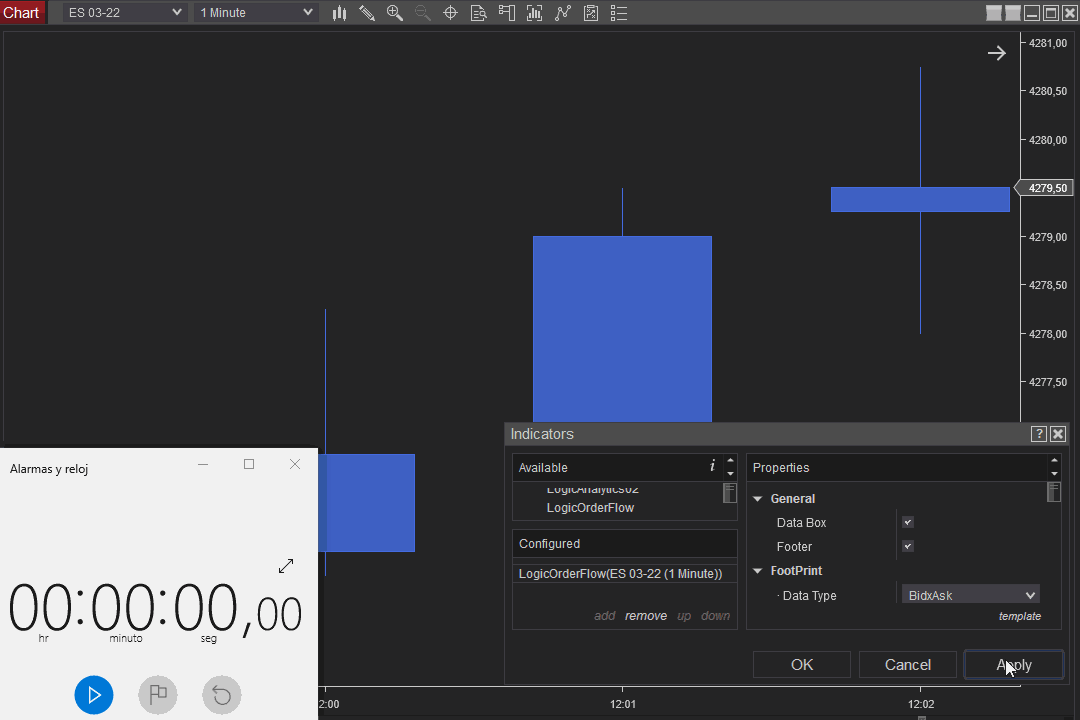 Chart ES 03-22 1 Minute
4281,00
4280,50
4280,00
4279,50
4279,00
4278,50
4278,00
4277,50
Indicators ?
Available i
LogicAnalytics02
LogicOrderFlow
Configured
LogicOrderFlow(ES 03-22 (1 Minute))
add remove up down
Properties
General
Data Box
Footer
FootPrint
Data Type BidxAsk
template
OK Cancel Apply
Alarmas y reloj
00:00:00,00
hr minuto seg
2:00 12:01 12:02